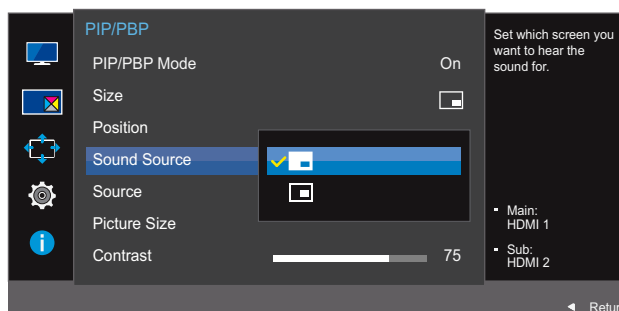 PIP/PBP
PIP/PBP Mode On
Size
Position
Sound Source
Source
Picture Size
Contrast 75
Set which screen you
want to hear the
sound for.
Main:
HDMI 1
Sub:
HDMI 2
Retur